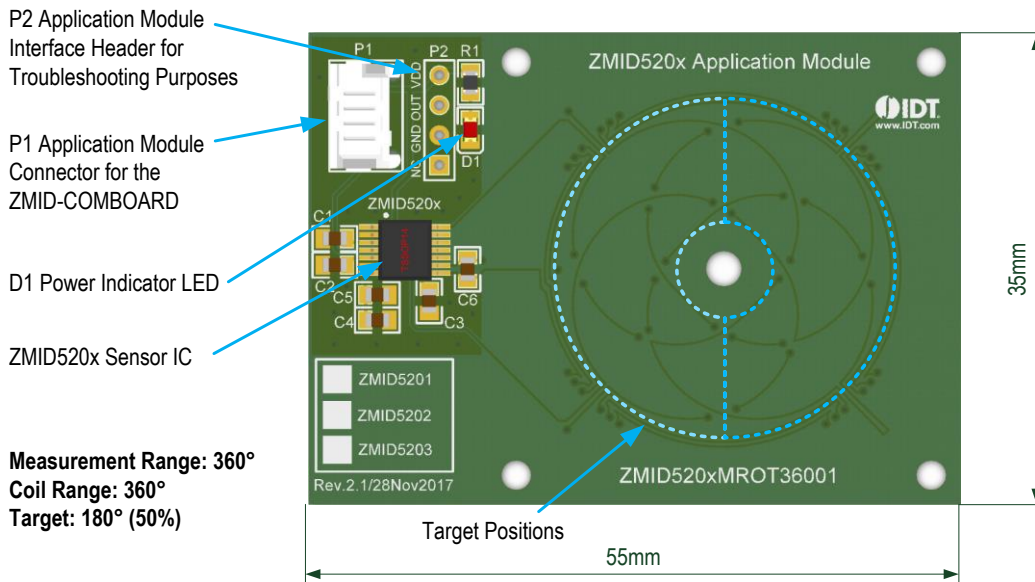 P2 Application Module
Interface Header for
Troubleshooting Purposes
P1 Application Module
Connector for the
ZMID-COMBOARD
D1 Power Indicator LED
ZMID520x Sensor IC
Measurement Range: 360°
Coil Range: 360°
Target: 180° (50%)
P1
P2
R1
VDD
OUT
GND
NC
D1
ZMID520x Application Module
IDT.
www.IDT.com
ZMID520x
C1
C2
C5
C4
C3
C6
ZMID5201
ZMID5202
ZMID5203
Rev.2.1/28Nov2017
ZMID520xMROT36001
Target Positions
35mm
55mm